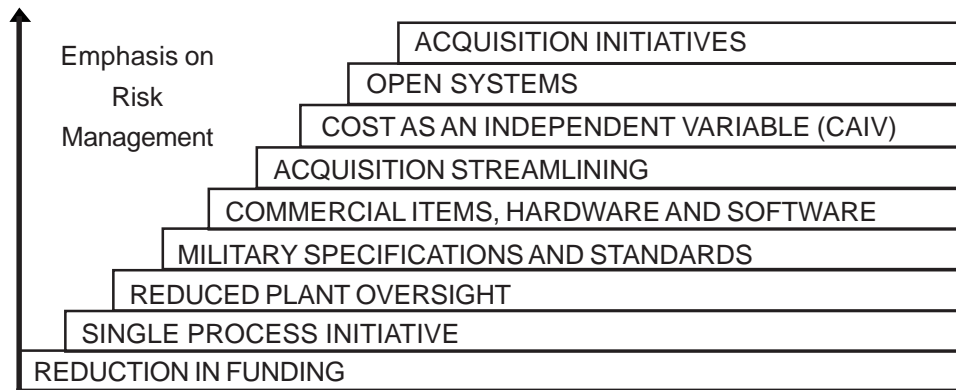 ACQUISITION INITIATIVES
Emphasis on
Risk
Management
OPEN SYSTEMS
COST AS AN INDEPENDENT VARIABLE (CAIV)
ACQUISITION STREAMLINING
COMMERCIAL ITEMS, HARDWARE AND SOFTWARE
MILITARY SPECIFICATIONS AND STANDARDS
REDUCED PLANT OVERSIGHT
SINGLE PROCESS INITIATIVE
REDUCTION IN FUNDING